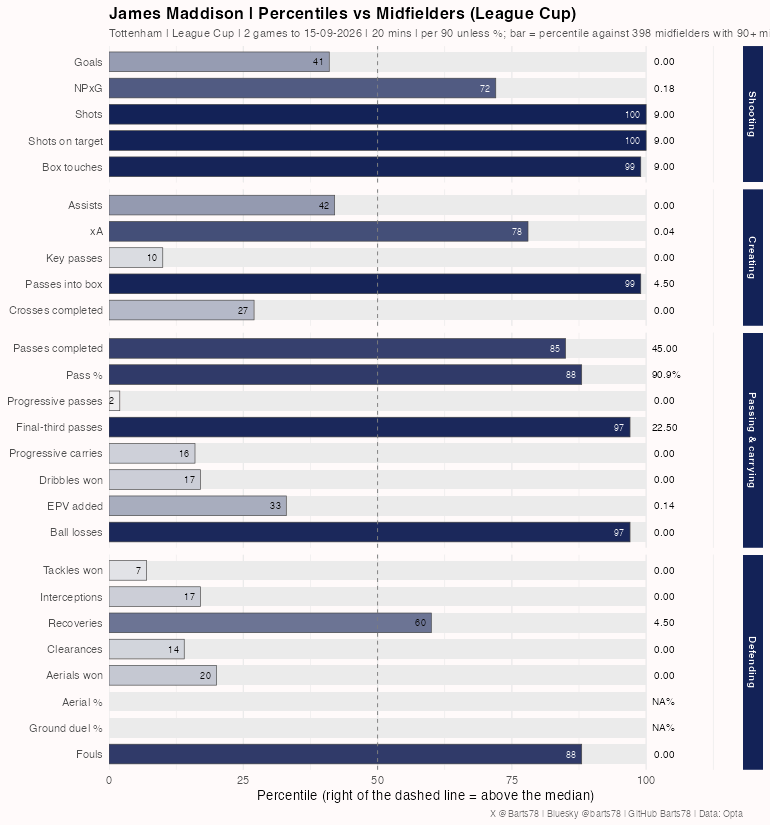 James Maddison | Percentiles vs Midfielders (League Cup)
Tottenham | League Cup | 2 games to 15-09-2026 | 20 mins | per 90 unless %; bar = percentile against 398 midfielders with 90+ mi
Goals 41 0.00
NPxG 72 0.18
Shots 100 9.00
Shots on target 100 9.00
Box touches 99 9.00
Shooting
Assists 42 0.00
xA 78 0.04
Key passes 10 0.00
Passes into box 99 4.50
Crosses completed 27 0.00
Creating
Passes completed 85 45.00
Pass % 88 90.9%
Progressive passes 2 0.00
Final-third passes 97 22.50
Progressive carries 16 0.00
Dribbles won 17 0.00
EPV added 33 0.14
Ball losses 97 0.00
Passing & carrying
Tackles won 7 0.00
Interceptions 17 0.00
Recoveries 60 4.50
Clearances 14 0.00
Aerials won 20 0.00
Aerial % NA%
Ground duel % NA%
Fouls 88 0.00
Defending
0 25 50 75 100
Percentile (right of the dashed line = above the median)
X @Barts78 | Bluesky @barts78 | GitHub Barts78 | Data: Opta